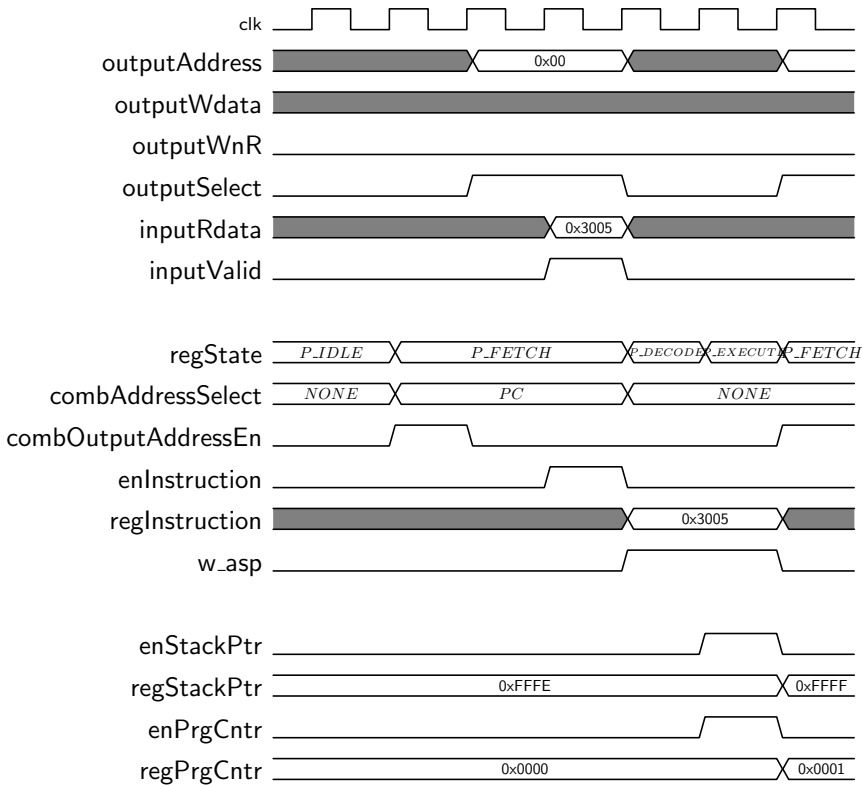 clk
outputAddress 0x00
outputWdata
outputWnR
outputSelect
inputRdata 0x3005
inputValid
regState P_IDLE P_FETCH P_DECODE P_EXECUTE P_FETCH
combAddressSelect NONE PC NONE
combOutputAddressEn
enInstruction
regInstruction 0x3005
w_asp
enStackPtr
regStackPtr 0xFFFE 0xFFFF
enPrgCntr
regPrgCntr 0x0000 0x0001